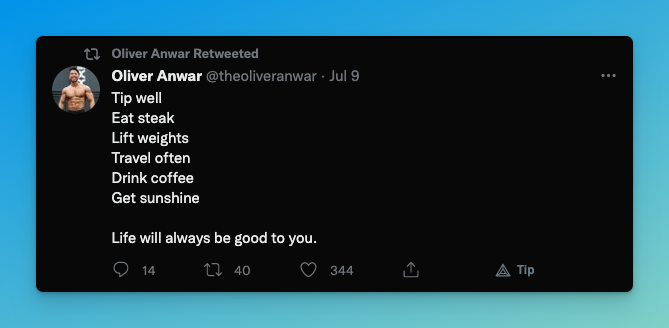 Oliver Anwar Retweeted
Oliver Anwar @theoliveranwar · Jul 9
Tip well
Eat steak
Lift weights
Travel often
Drink coffee
Get sunshine
Life will always be good to you.
14 40 344 Tip